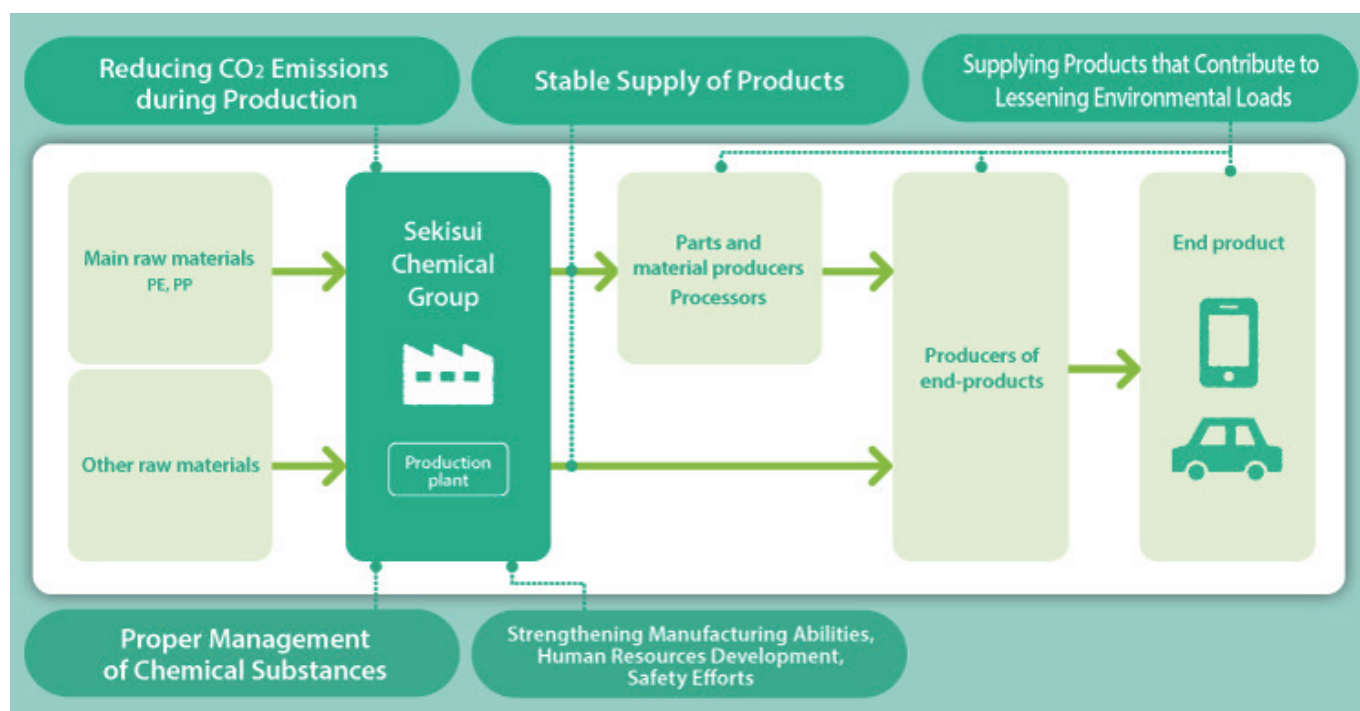 Reducing CO2 Emissions
during Production
Stable Supply of Products
Supplying Products that Contribute to
Lessening Environmental Loads
Main raw materials
PE, PP
Other raw materials
Sekisui
Chemical
Group
Production
plant
Parts and
material producers
Processors
Producers of
end-products
End product
Proper Management
of Chemical Substances
Strengthening Manufacturing Abilities,
Human Resources Development,
Safety Efforts